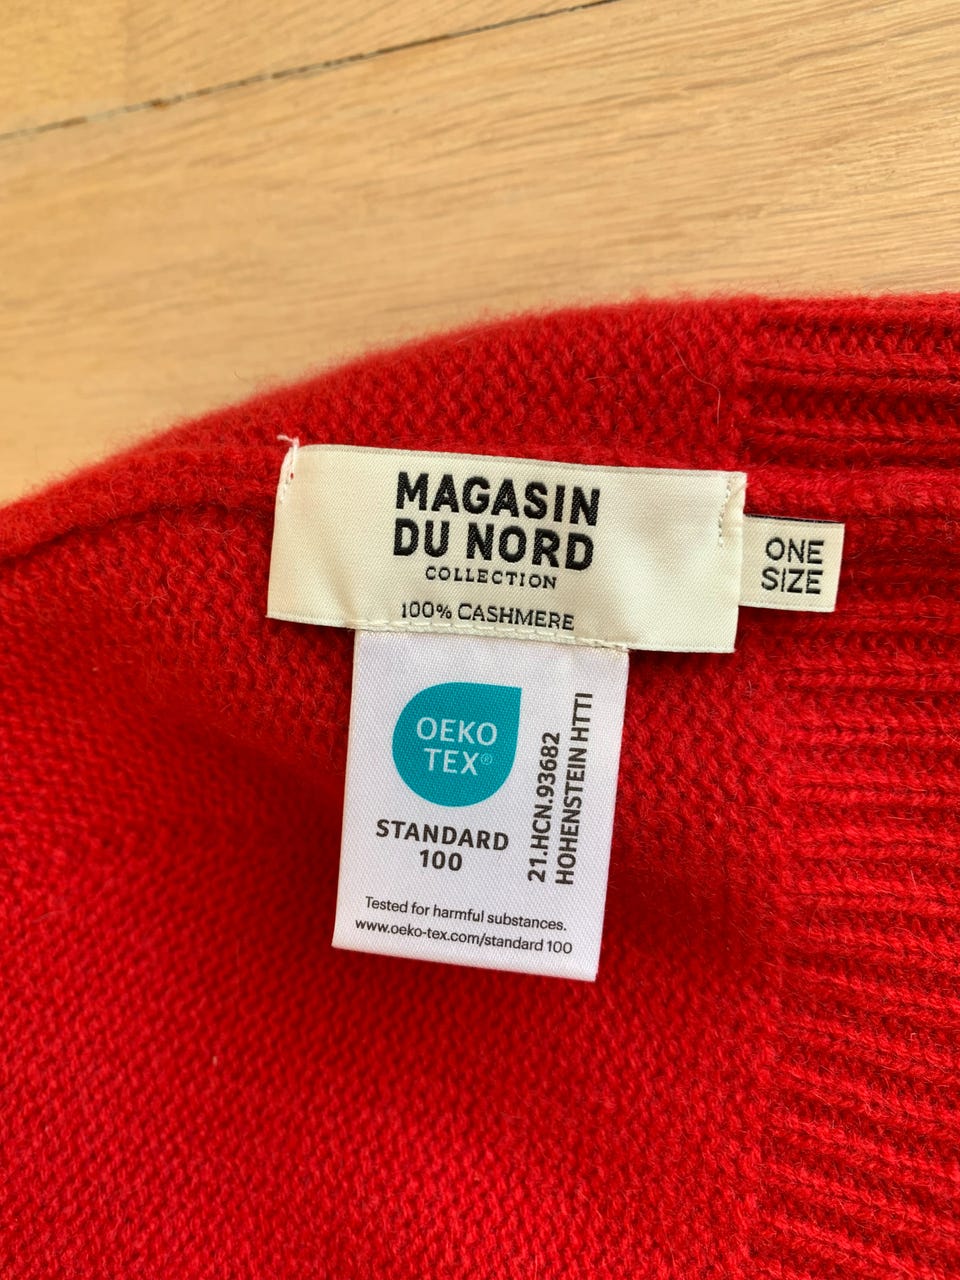 MAGASIN
DU NORD
COLLECTION
100% CASHMERE
ONE
SIZE
OEKO
TEX®
STANDARD
100
21.HCN.93682
HOHENSTEIN HTTI
Tested for harmful substances.
www.oeko-tex.com/standard 100